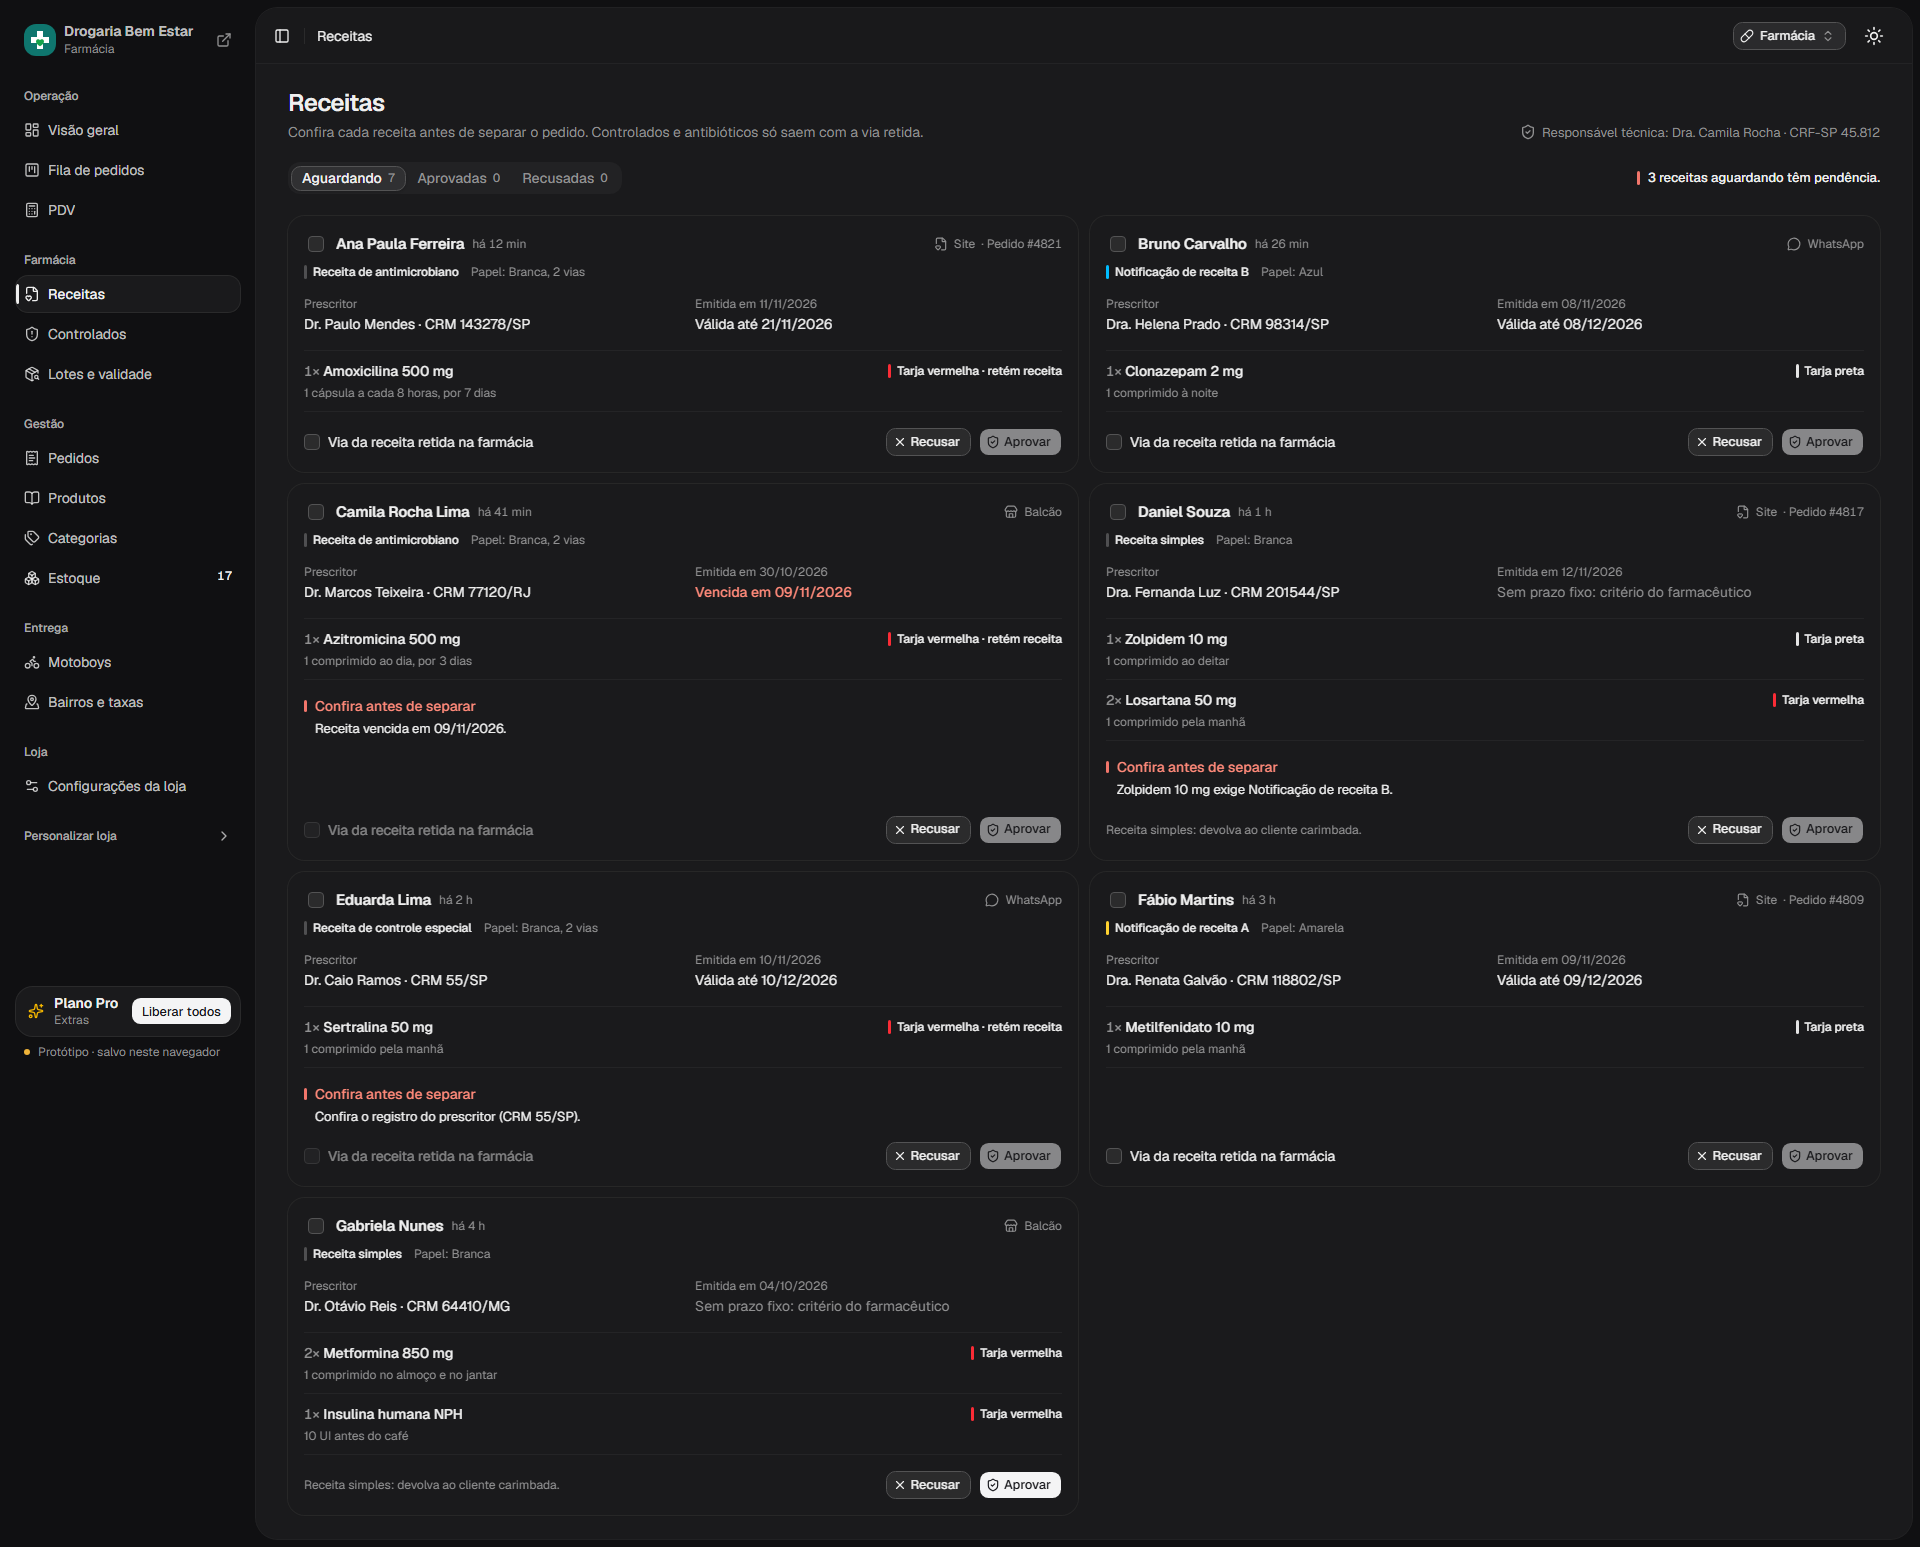 Drogaria Bem Estar
Farmácia
Operação
Visão geral
Fila de pedidos
PDV
Farmácia
Receitas
Controlados
Lotes e validade
Gestão
Pedidos
Produtos
Categorias
Estoque 17
Entrega
Motoboys
Bairros e taxas
Loja
Configurações da loja
Personalizar loja
Plano Pro
Extras
Liberar todos
Protótipo · salvo neste navegador
Receitas
Farmácia
Receitas
Confira cada receita antes de separar o pedido. Controlados e antibióticos só saem com a via retida.
Responsável técnica: Dra. Camila Rocha · CRF-SP 45.812
Aguardando 7 Aprovadas 0 Recusadas 0
3 receitas aguardando têm pendência.
Ana Paula Ferreira há 12 min
Site · Pedido #4821
Receita de antimicrobiano Papel: Branca, 2 vias
Prescritor
Dr. Paulo Mendes · CRM 143278/SP
Emitida em 11/11/2026
Válida até 21/11/2026
1× Amoxicilina 500 mg
Tarja vermelha · retém receita
1 cápsula a cada 8 horas, por 7 dias
Via da receita retida na farmácia
Recusar
Aprovar
Bruno Carvalho há 26 min
WhatsApp
Notificação de receita B Papel: Azul
Prescritor
Dra. Helena Prado · CRM 98314/SP
Emitida em 08/11/2026
Válida até 08/12/2026
1× Clonazepam 2 mg
Tarja preta
1 comprimido à noite
Via da receita retida na farmácia
Recusar
Aprovar
Camila Rocha Lima há 41 min
Balcão
Receita de antimicrobiano Papel: Branca, 2 vias
Prescritor
Dr. Marcos Teixeira · CRM 77120/RJ
Emitida em 30/10/2026
Vencida em 09/11/2026
1× Azitromicina 500 mg
Tarja vermelha · retém receita
1 comprimido ao dia, por 3 dias
Confira antes de separar
Receita vencida em 09/11/2026.
Via da receita retida na farmácia
Recusar
Aprovar
Daniel Souza há 1 h
Site · Pedido #4817
Receita simples Papel: Branca
Prescritor
Dra. Fernanda Luz · CRM 201544/SP
Emitida em 12/11/2026
Sem prazo fixo: critério do farmacêutico
1× Zolpidem 10 mg
Tarja preta
1 comprimido ao deitar
2× Losartana 50 mg
Tarja vermelha
1 comprimido pela manhã
Confira antes de separar
Zolpidem 10 mg exige Notificação de receita B.
Receita simples: devolva ao cliente carimbada.
Recusar
Aprovar
Eduarda Lima há 2 h
WhatsApp
Receita de controle especial Papel: Branca, 2 vias
Prescritor
Dr. Caio Ramos · CRM 55/SP
Emitida em 10/11/2026
Válida até 10/12/2026
1× Sertralina 50 mg
Tarja vermelha · retém receita
1 comprimido pela manhã
Confira antes de separar
Confira o registro do prescritor (CRM 55/SP).
Via da receita retida na farmácia
Recusar
Aprovar
Fábio Martins há 3 h
Site · Pedido #4809
Notificação de receita A Papel: Amarela
Prescritor
Dra. Renata Galvão · CRM 118802/SP
Emitida em 09/11/2026
Válida até 09/12/2026
1× Metilfenidato 10 mg
Tarja preta
1 comprimido pela manhã
Via da receita retida na farmácia
Recusar
Aprovar
Gabriela Nunes há 4 h
Balcão
Receita simples Papel: Branca
Prescritor
Dr. Otávio Reis · CRM 64410/MG
Emitida em 04/10/2026
Sem prazo fixo: critério do farmacêutico
2× Metformina 850 mg
Tarja vermelha
1 comprimido no almoço e no jantar
1× Insulina humana NPH
Tarja vermelha
10 UI antes do café
Receita simples: devolva ao cliente carimbada.
Recusar
Aprovar